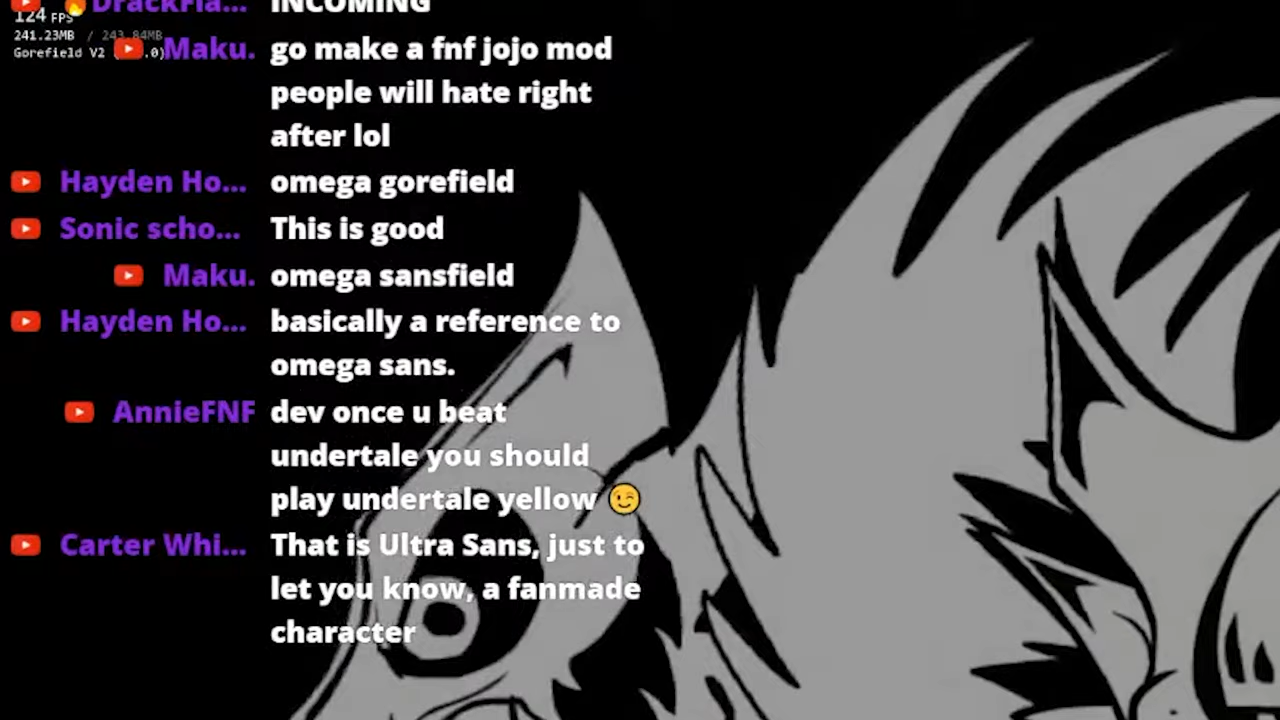 DrackFla... INCOMING
124 FPS
241.23MB / 243.84MB
Gorefield V2
Maku. go make a fnf jojo mod
people will hate right
after lol
Hayden Ho... omega gorefield
Sonic scho... This is good
Maku. omega sansfield
Hayden Ho... basically a reference to
omega sans.
AnnieFNF dev once u beat
undertale you should
play undertale yellow 😉
Carter Whi... That is Ultra Sans, just to
let you know, a fanmade
character